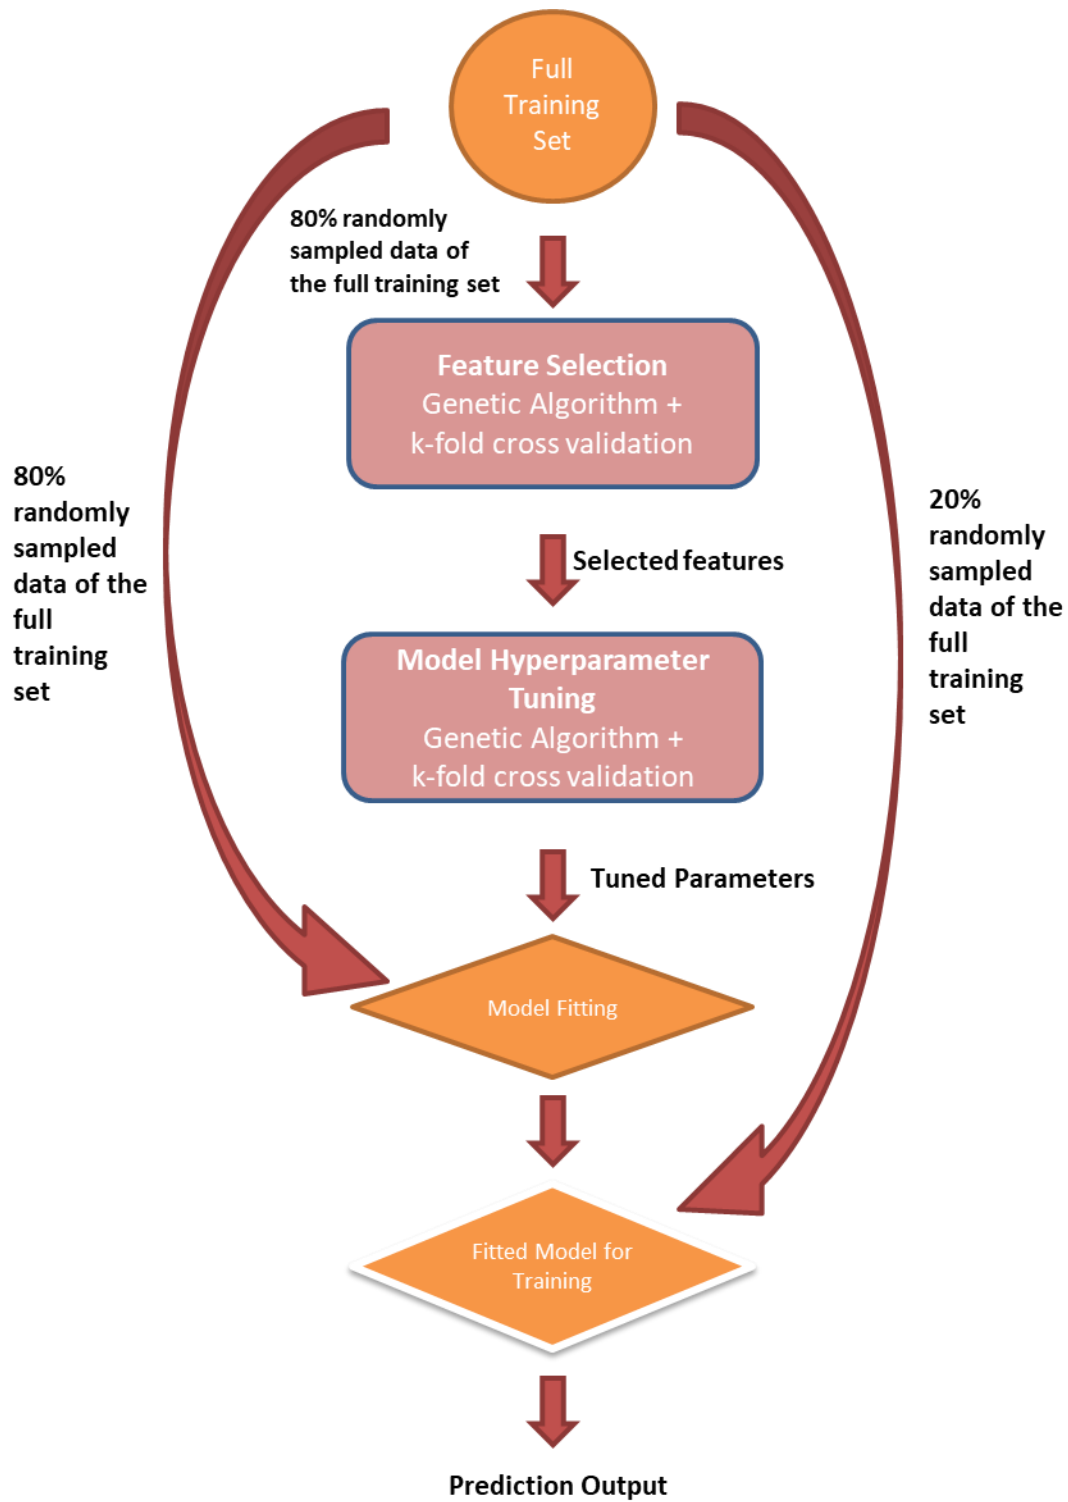 Full
Training
Set
80% randomly
sampled data of
the full training set
Feature Selection
Genetic Algorithm +
k-fold cross validation
80%
randomly
sampled
data of the
full
training
set
20%
randomly
sampled
data of the
full
training
set
Selected features
Model Hyperparameter
Tuning
Genetic Algorithm +
k-fold cross validation
Tuned Parameters
Model Fitting
Fitted Model for
Training
Prediction Output